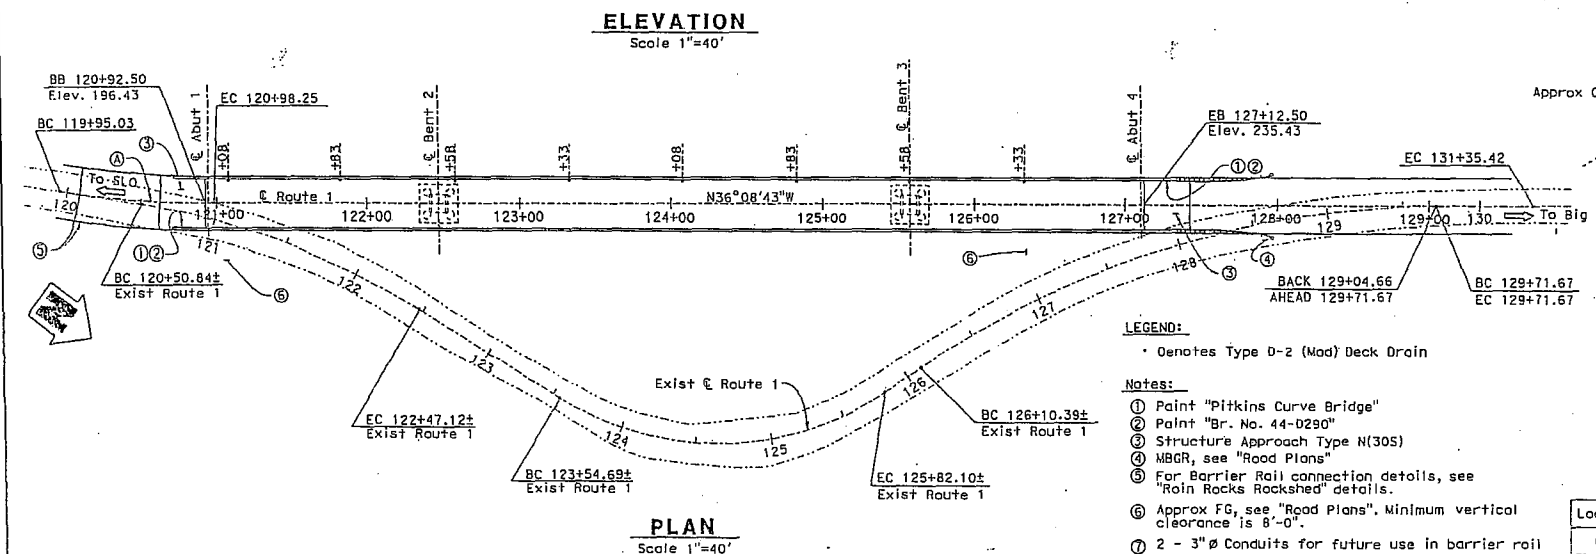 ELEVATION
Scale 1"=40'
BB 120+92.50
Elev. 196.43
BC 119+95.03
℄ Abut 1
EC 120+98.25
℄ Bent 2
℄ Bent 3
℄ Abut 4
EB 127+12.50
Elev. 235.43
Approx
EC 131+35.42
3
A
+08
+83
+58
+33
+08
+83
+58
+33
1 2
To SLO
℄ Route 1
N36°08'43"W
120
121+00
122+00
123+00
124+00
125+00
126+00
127+00
128+00
129+00
130
To Big
5
1 2
121
6
BC 120+50.84±
Exist Route 1
122
123
124
125
126
127
128
129
6
3
4
BACK 129+04.66
AHEAD 129+71.67
BC 129+71.67
EC 129+71.67
N
Exist ℄ Route 1
EC 122+47.12±
Exist Route 1
BC 123+54.69±
Exist Route 1
EC 125+82.10±
Exist Route 1
BC 126+10.39±
Exist Route 1
LEGEND:
• Denotes Type D-2 (Mod) Deck Drain
Notes:
① Paint "Pitkins Curve Bridge"
② Paint "Br. No. 44-0290"
③ Structure Approach Type N(30S)
④ MBGR, see "Road Plans"
⑤ For Barrier Rail connection details, see
"Rain Rocks Rockshed" details.
⑥ Approx FG, see "Road Plans". Minimum vertical
clearance is 8'-0".
⑦ 2 - 3"Ø Conduits for future use in barrier rail
PLAN
Scale 1"=40'